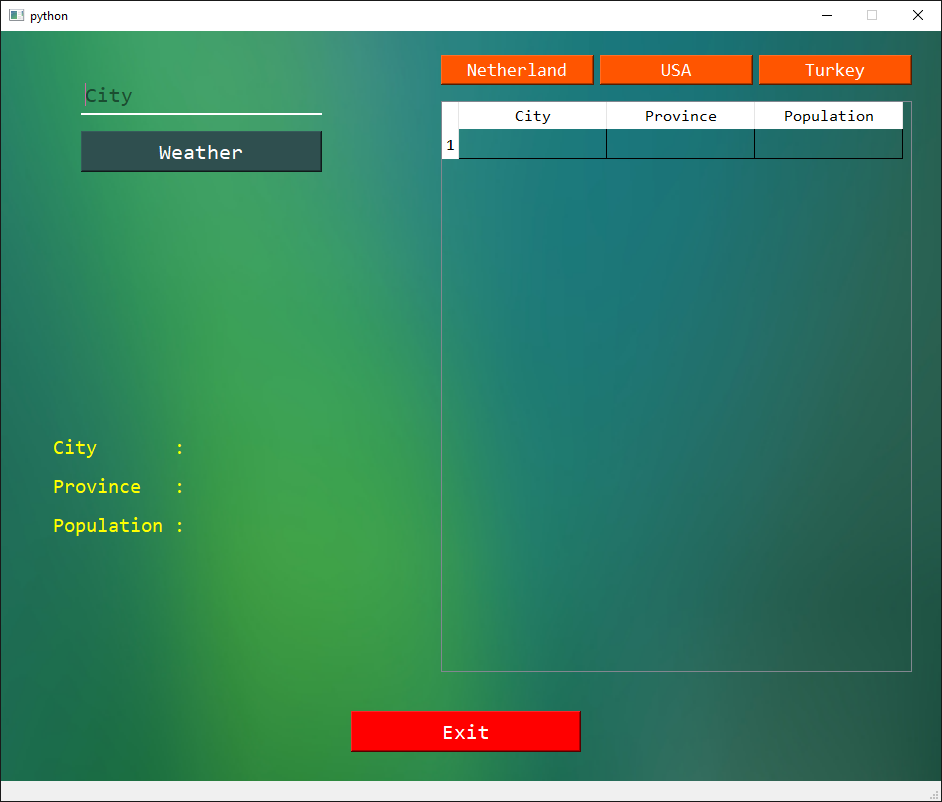 python
City
Weather
Netherland USA Turkey
City Province Population
1
City :
Province :
Population :
Exit